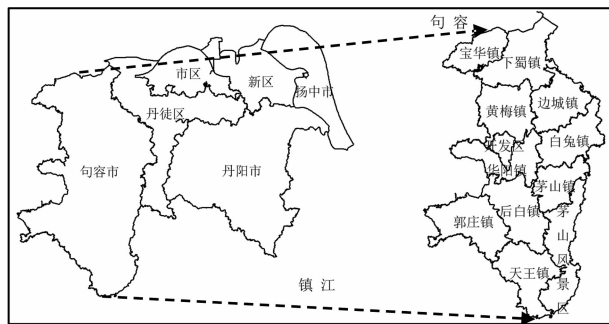 句容
宝华镇
下蜀镇
市区
新区
扬中市
丹徒区
黄梅镇
边城镇
开发区
白兔镇
句容市
丹阳市
华阳镇
茅山镇
郭庄镇
后白镇
茅山风景区
天王镇
镇江